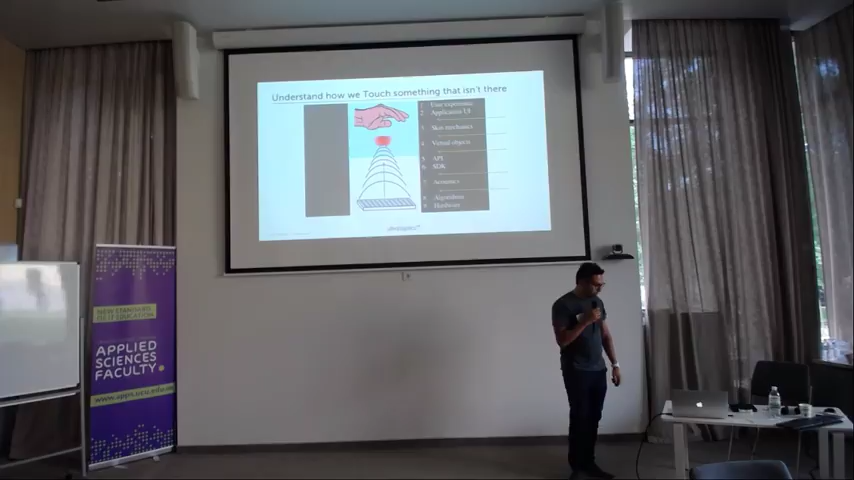 Understand how we Touch something that isn't there
1 User experience
2 Application UI
3 Skin mechanics
4 Virtual objects
5 API
6 SDK
7 Acoustics
8 Algorithms
9 Hardware
NEW STANDARD
OF IT EDUCATION
APPLIED
SCIENCES
FACULTY
www.apps.ucu.edu.ua